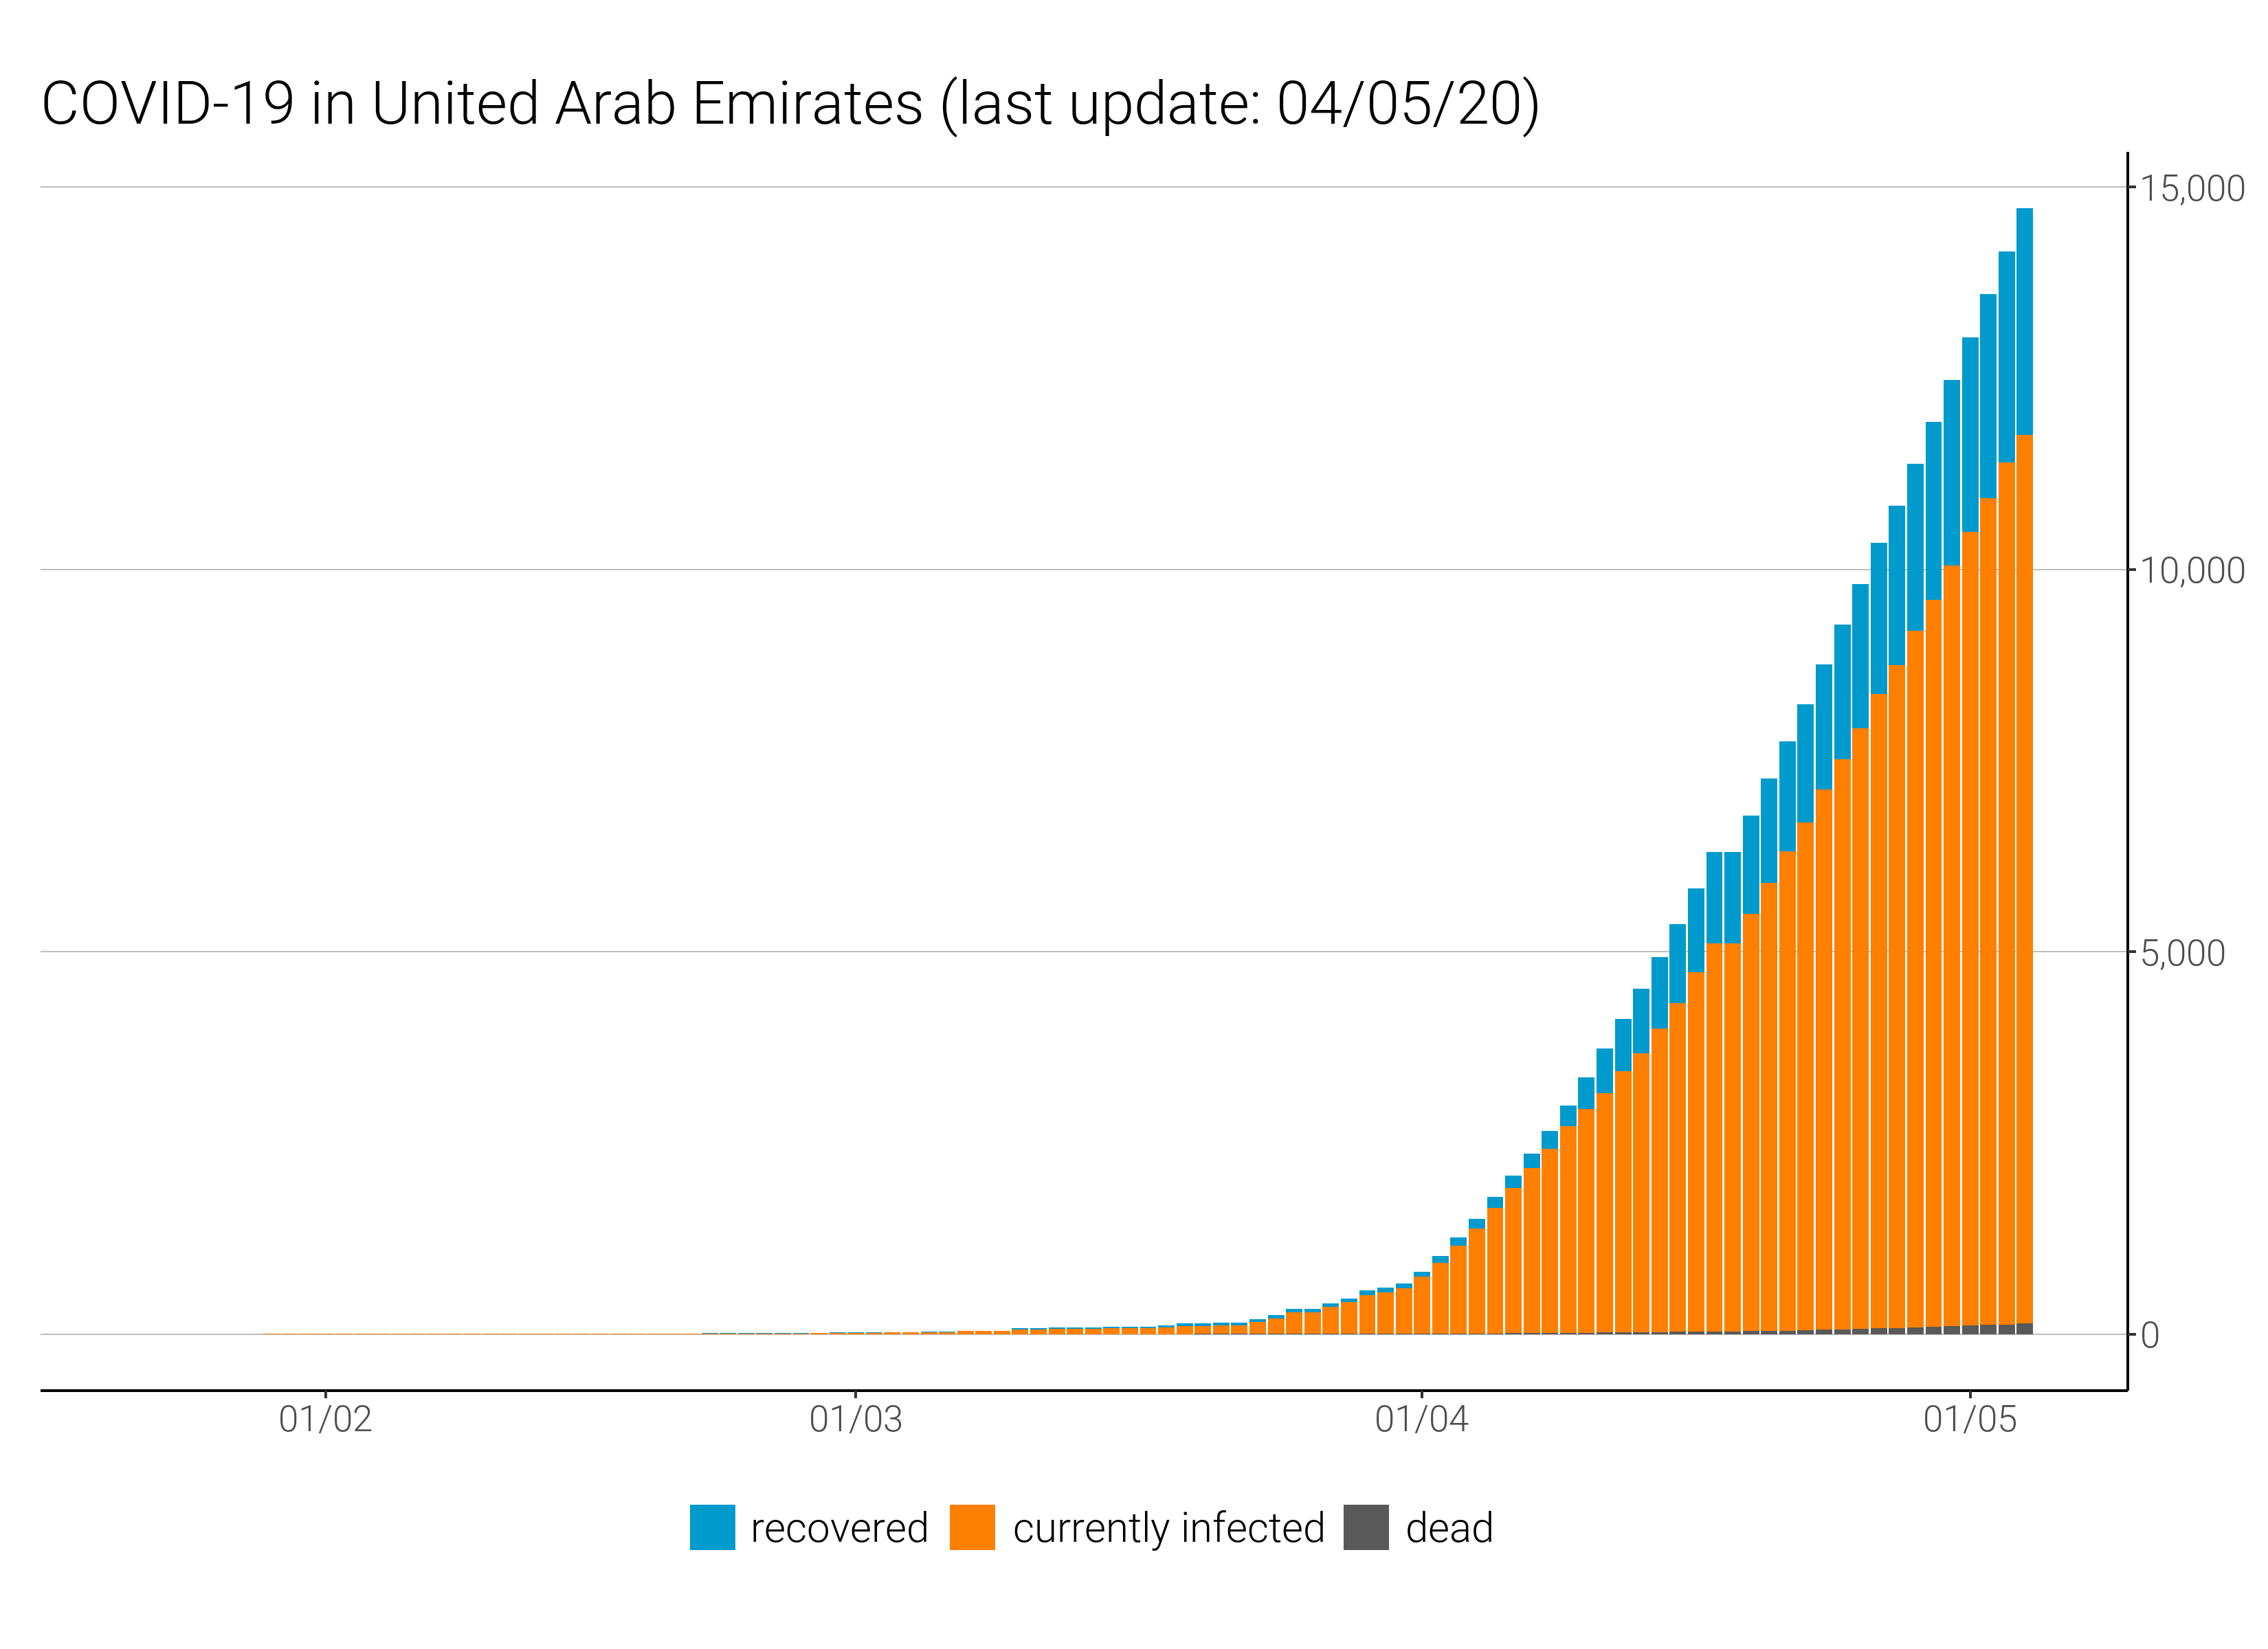 COVID-19 in United Arab Emirates (last update: 04/05/20)
15,000
10,000
5,000
0
01/02 01/03 01/04 01/05
recovered currently infected dead